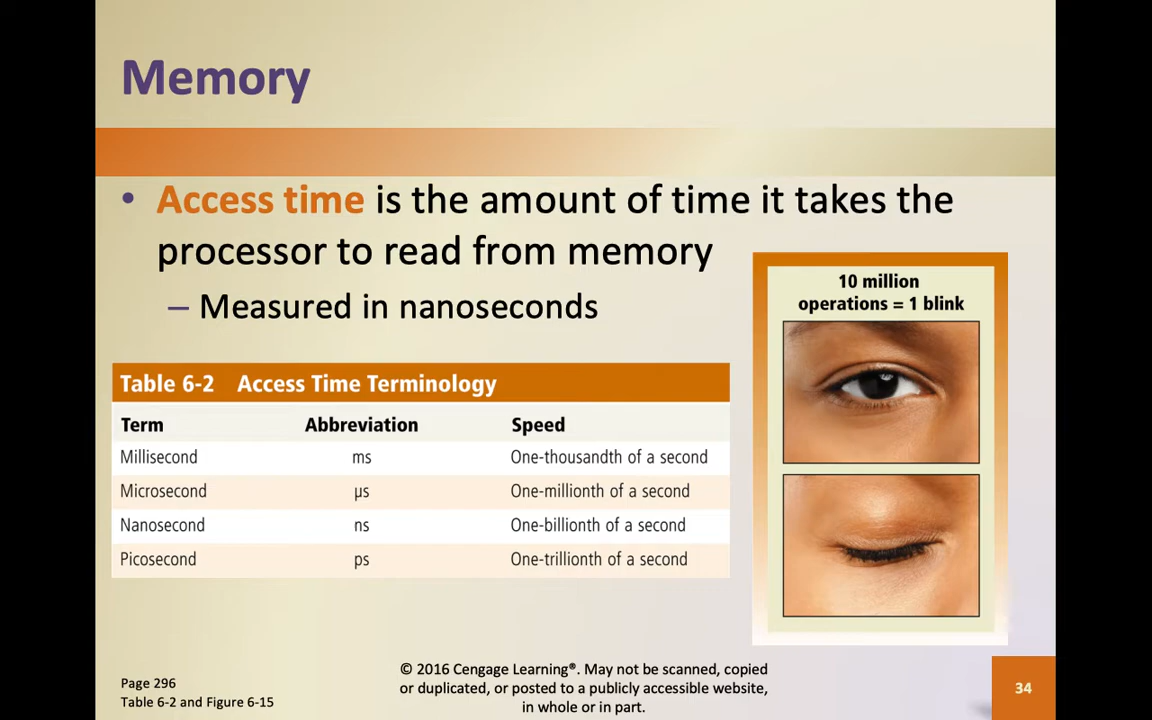 Memory
• Access time is the amount of time it takes the
processor to read from memory
– Measured in nanoseconds
10 million
operations = 1 blink
Table 6-2 Access Time Terminology
Term Abbreviation Speed
Millisecond ms One-thousandth of a second
Microsecond μs One-millionth of a second
Nanosecond ns One-billionth of a second
Picosecond ps One-trillionth of a second
Page 296
Table 6-2 and Figure 6-15
© 2016 Cengage Learning®. May not be scanned, copied
or duplicated, or posted to a publicly accessible website,
in whole or in part.
34